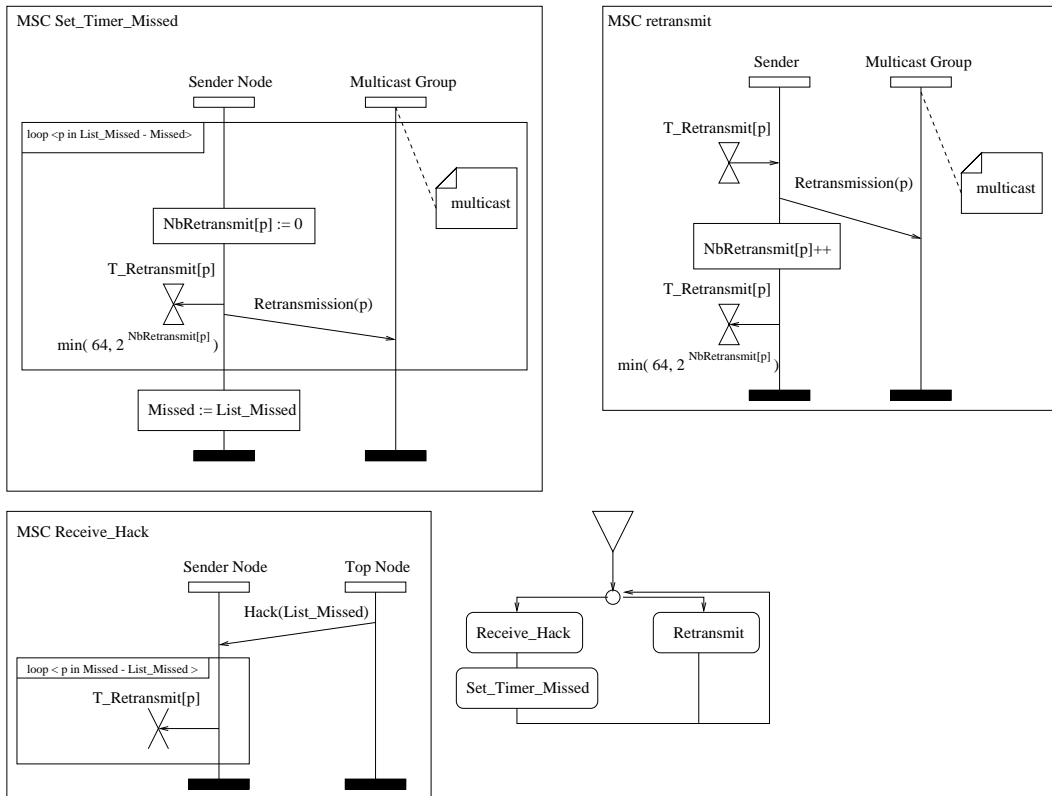 MSC Set_Timer_Missed
Sender Node
Multicast Group
loop <p in List_Missed - Missed>
multicast
NbRetransmit[p] := 0
T_Retransmit[p]
Retransmission(p)
min( 64, 2 NbRetransmit[p] )
Missed := List_Missed
MSC retransmit
Sender
Multicast Group
T_Retransmit[p]
Retransmission(p)
multicast
NbRetransmit[p]++
T_Retransmit[p]
min( 64, 2 NbRetransmit[p] )
MSC Receive_Hack
Sender Node
Top Node
Hack(List_Missed)
loop < p in Missed - List_Missed >
T_Retransmit[p]
Receive_Hack
Retransmit
Set_Timer_Missed